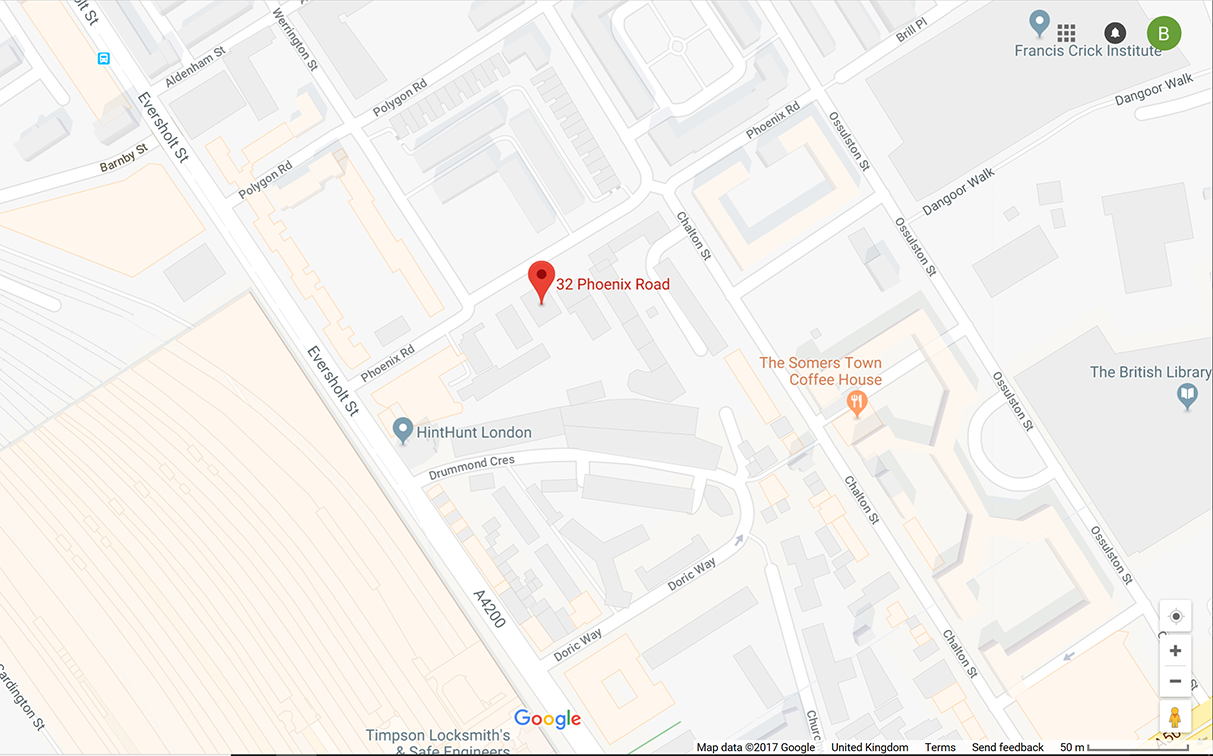 olt St
Werrington St
Aldenham St
Polygon Rd
Brill Pl
B
Francis Crick Institute
Dangoor Walk
Eversholt St
Barnby St
Polygon Rd
Phoenix Rd
Ossulston St
Dangoor Walk
Chalton St
Ossulston St
32 Phoenix Road
Phoenix Rd
Eversholt St
The Somers Town
Coffee House
The British Library
Ossulston St
HintHunt London
Drummond Cres
Chalton St
Ossulston St
Doric Way
A4200
Doric Way
Chalton St
Cardington St
Church
Google
Timpson Locksmith's
& Safe Engineers
Map data ©2017 Google
United Kingdom
Terms
Send feedback
50 m